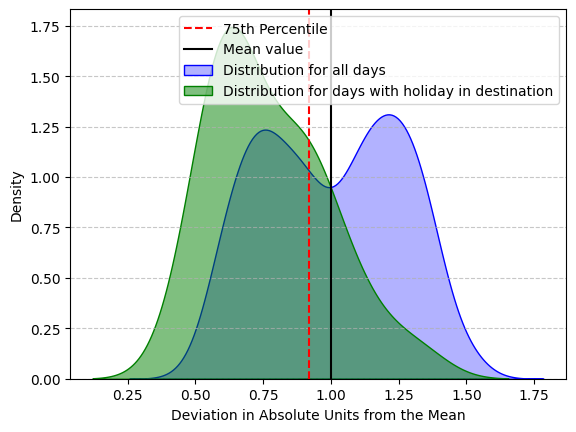 75th Percentile
Mean value
Distribution for all days
Distribution for days with holiday in destination
1.75
1.50
1.25
1.00
0.75
0.50
0.25
0.00
Density
0.25 0.50 0.75 1.00 1.25 1.50 1.75
Deviation in Absolute Units from the Mean